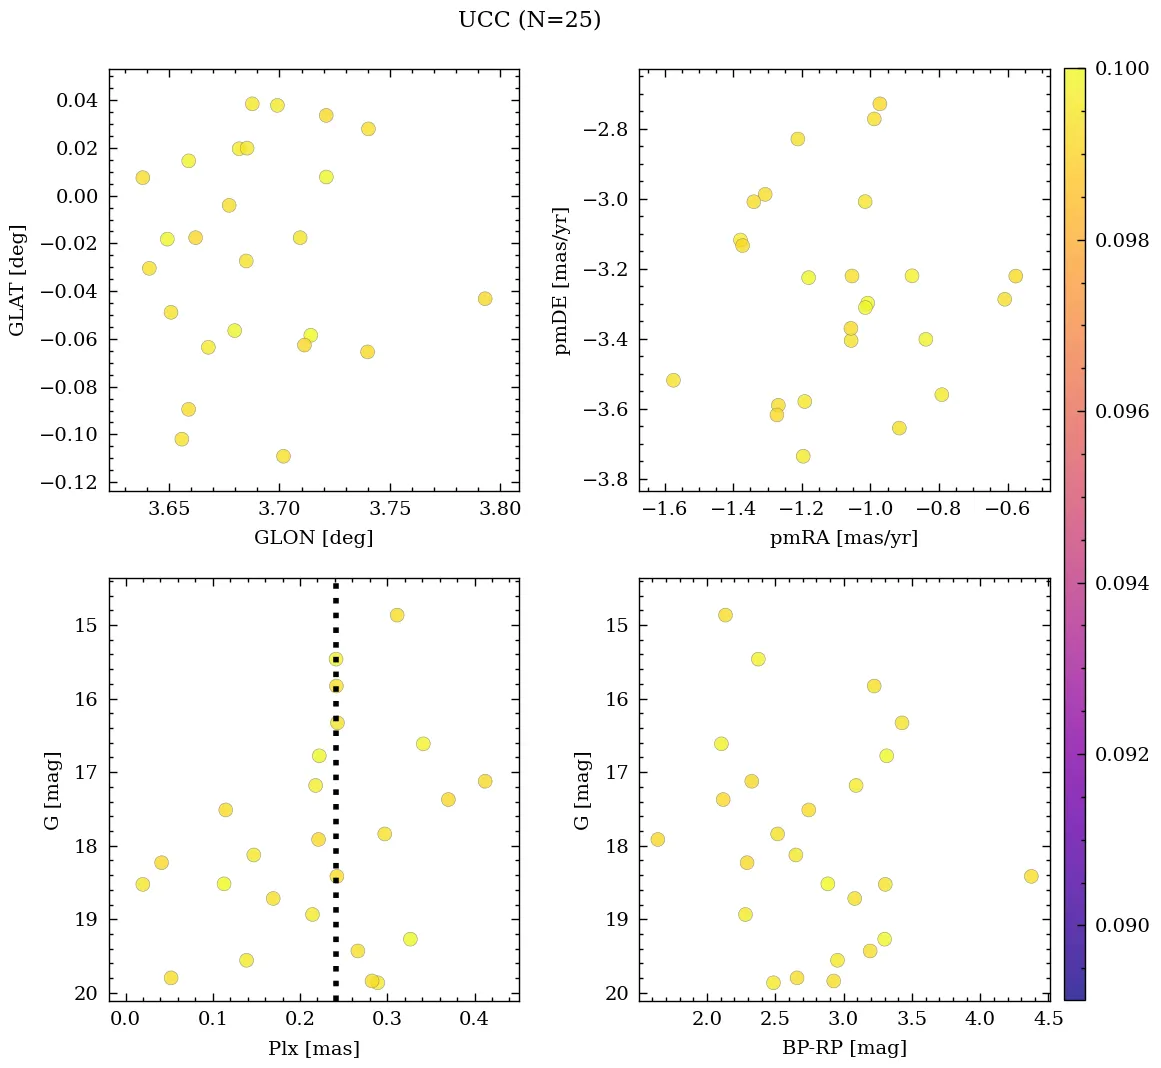 UCC (N=25)
0.04
0.02
0.00
−0.02
−0.04
−0.06
−0.08
−0.10
−0.12
GLAT [deg]
3.65 3.70 3.75 3.80
GLON [deg]
−2.8
−3.0
−3.2
−3.4
−3.6
−3.8
pmDE [mas/yr]
−1.6 −1.4 −1.2 −1.0 −0.8 −0.6
pmRA [mas/yr]
15
16
17
18
19
20
G [mag]
0.0 0.1 0.2 0.3 0.4
Plx [mas]
15
16
17
18
19
20
G [mag]
2.0 2.5 3.0 3.5 4.0 4.5
BP-RP [mag]
0.100
0.098
0.096
0.094
0.092
0.090